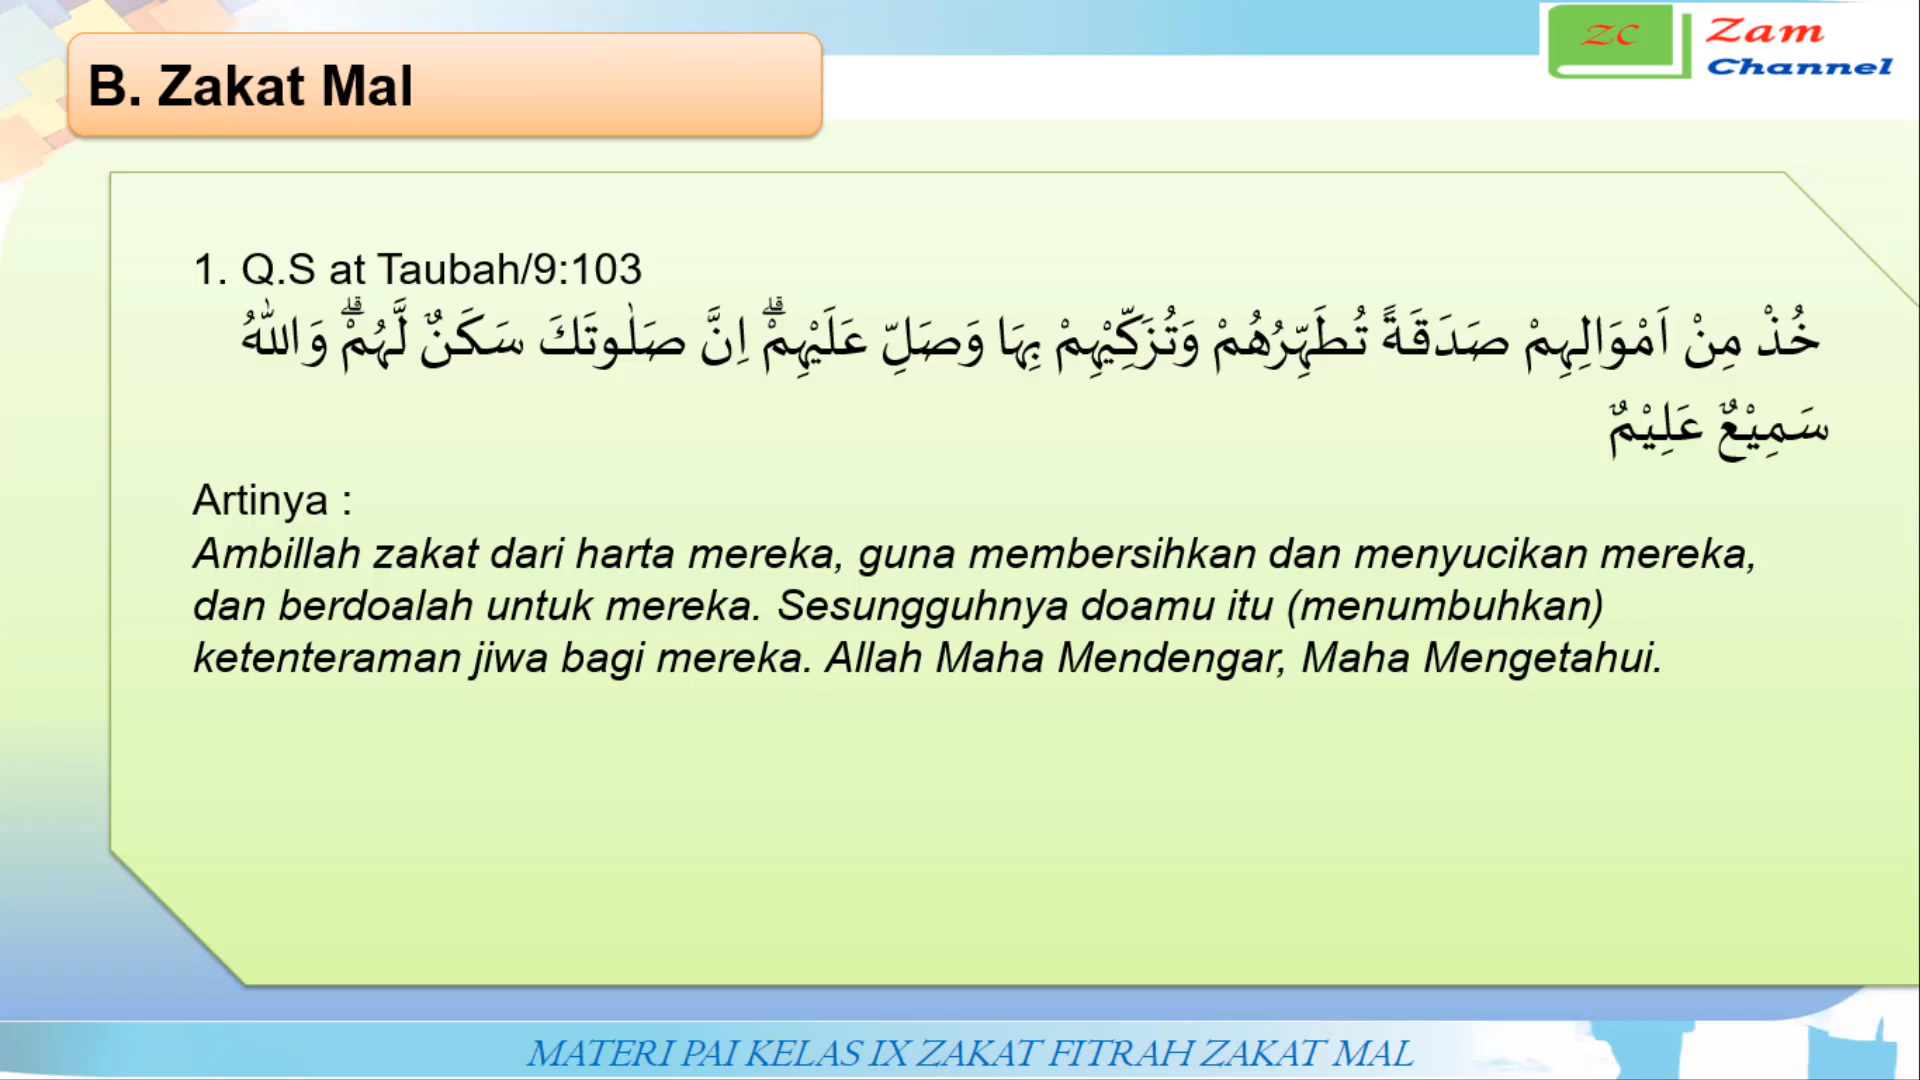 B. Zakat Mal
ZC
Zam
Channel
1. Q.S at Taubah/9:103
خُذْ مِنْ اَمْوَالِهِمْ صَدَقَةً تُطَهِّرُهُمْ وَتُزَكِّيْهِمْ بِهَا وَصَلِّ عَلَيْهِمْۗ اِنَّ صَلٰوتَكَ سَكَنٌ لَّهُمْۗ وَاللّٰهُ
سَمِيْعٌ عَلِيْمٌ
Artinya :
Ambillah zakat dari harta mereka, guna membersihkan dan menyucikan mereka,
dan berdoalah untuk mereka. Sesungguhnya doamu itu (menumbuhkan)
ketenteraman jiwa bagi mereka. Allah Maha Mendengar, Maha Mengetahui.
MATERI PAI KELAS IX ZAKAT FITRAH ZAKAT MAL